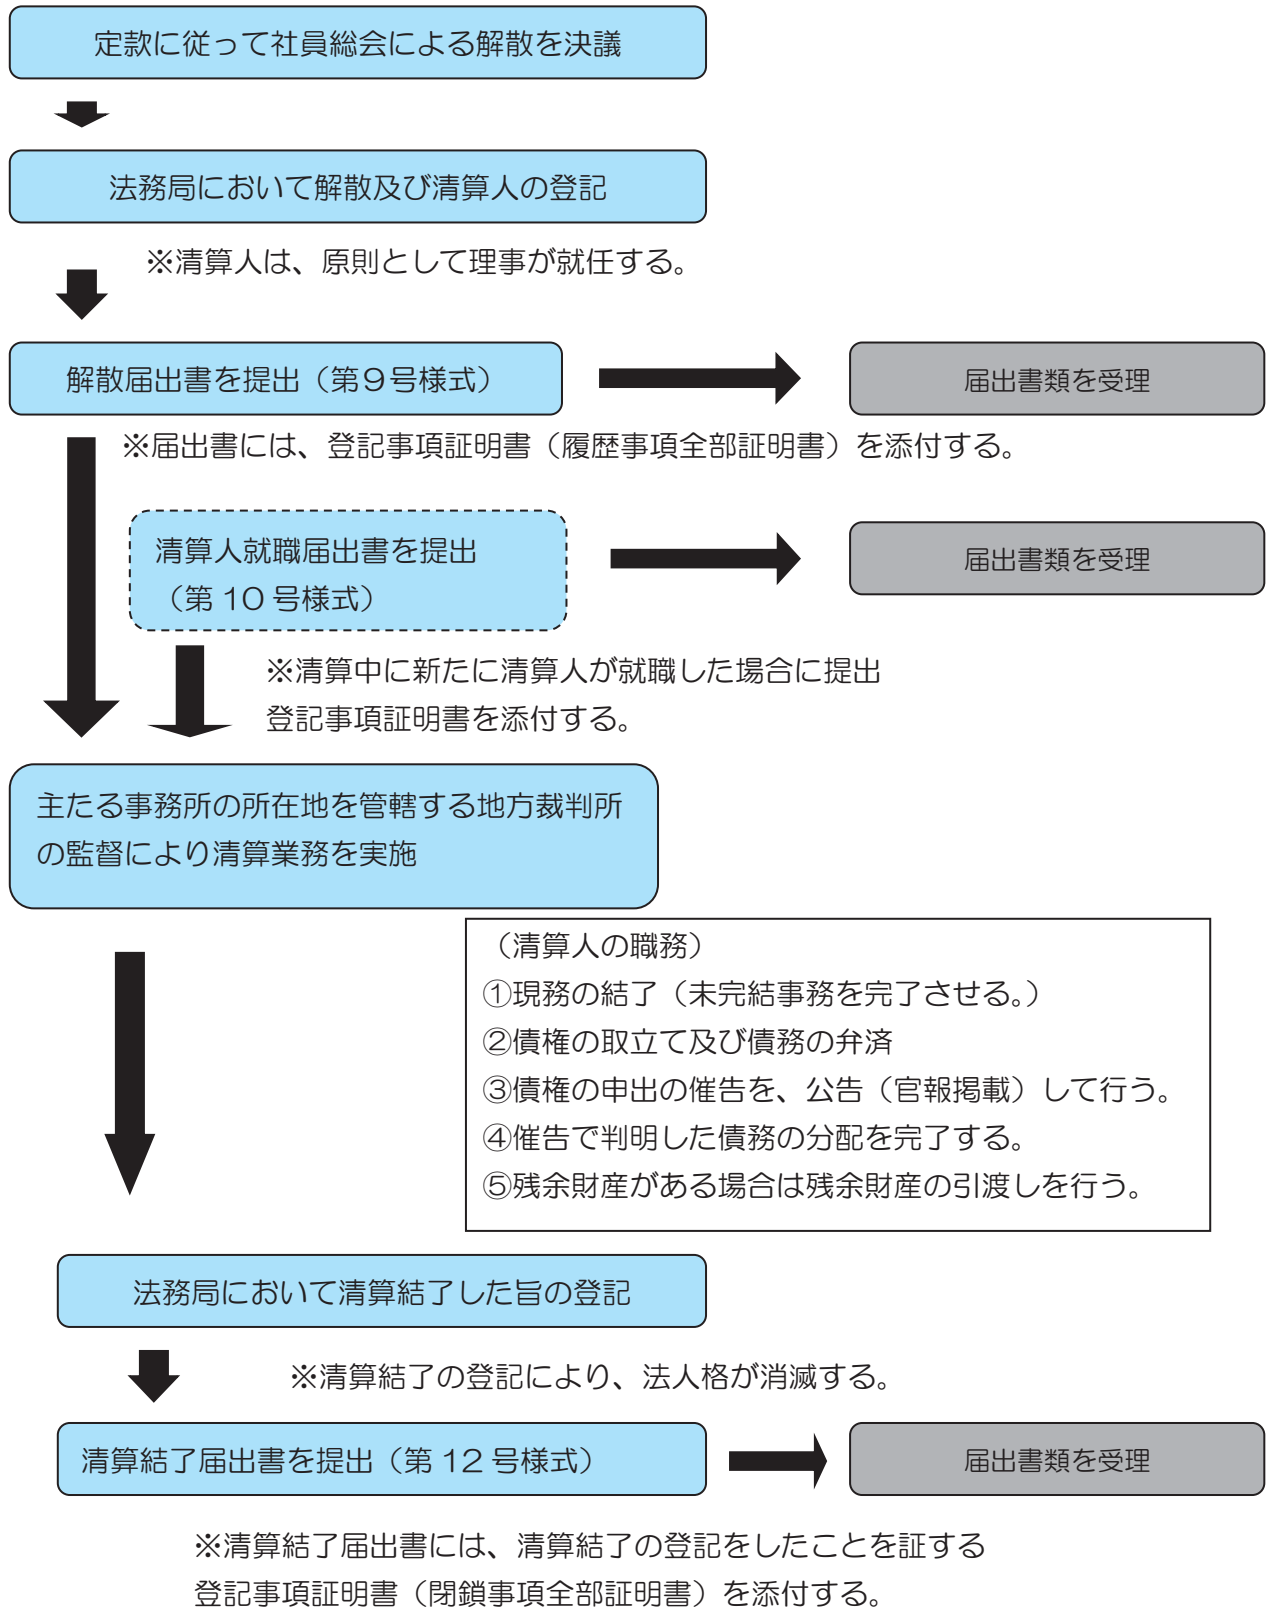 定款に従って社員総会による解散を決議
法務局において解散及び清算人の登記
※清算人は、原則として理事が就任する。
解散届出書を提出（第９号様式）
届出書類を受理
※届出書には、登記事項証明書（履歴事項全部証明書）を添付する。
清算人就職届出書を提出
（第 10 号様式）
届出書類を受理
※清算中に新たに清算人が就職した場合に提出
登記事項証明書を添付する。
主たる事務所の所在地を管轄する地方裁判所
の監督により清算業務を実施
（清算人の職務）
①現務の結了（未完結事務を完了させる。）
②債権の取立て及び債務の弁済
③債権の申出の催告を、公告（官報掲載）して行う。
④催告で判明した債務の分配を完了する。
⑤残余財産がある場合は残余財産の引渡しを行う。
法務局において清算結了した旨の登記
※清算結了の登記により、法人格が消滅する。
清算結了届出書を提出（第 12 号様式）
届出書類を受理
※清算結了届出書には、清算結了の登記をしたことを証する
登記事項証明書（閉鎖事項全部証明書）を添付する。